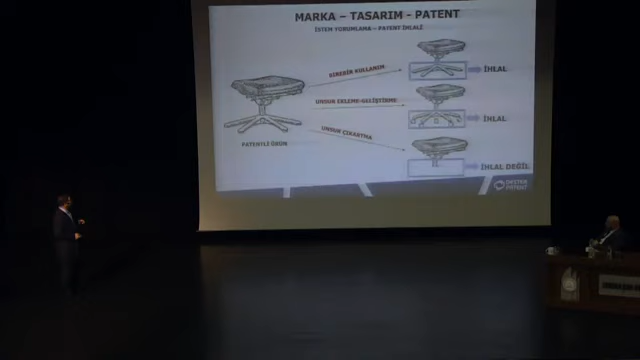 MARKA – TASARIM - PATENT
İSTEM YORUMLAMA – PATENT İHLALİ
BİREBİR KULLANIM
İHLAL
UNSUR EKLEME-GELİŞTİRME
İHLAL
UNSUR ÇIKARTMA
PATENTLİ ÜRÜN
İHLAL DEĞİL
DESTEK
PATENT